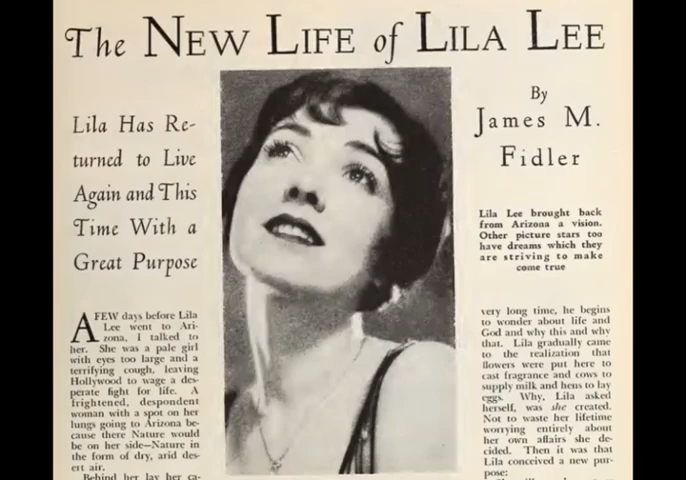 The NEW LIFE of LILA LEE
Lila Has Re-
turned to Live
Again and This
Time With a
Great Purpose
By
James M.
Fidler
Lila Lee brought back
from Arizona a vision.
Other picture stars too
have dreams which they
are striving to make
come true
A FEW days before Lila
Lee went to Ari-
zona, I talked to
her. She was a pale girl
with eyes too large and a
terrifying cough, leaving
Hollywood to wage a des-
perate fight for life. A
frightened, despondent
woman with a spot on her
lungs going to Arizona be-
cause there Nature would
be on her side—Nature in
the form of dry, arid des-
ert air.
Behind her lay her ca-
very long time, he begins
to wonder about life and
God and why this and why
that. Lila gradually came
to the realization that
flowers were put here to
cast fragrance and cows to
supply milk and hens to lay
eggs. Why, Lila asked
herself, was she created.
Not to waste her lifetime
worrying entirely about
her own affairs she de-
cided. Then it was that
Lila conceived a new pur-
pose: